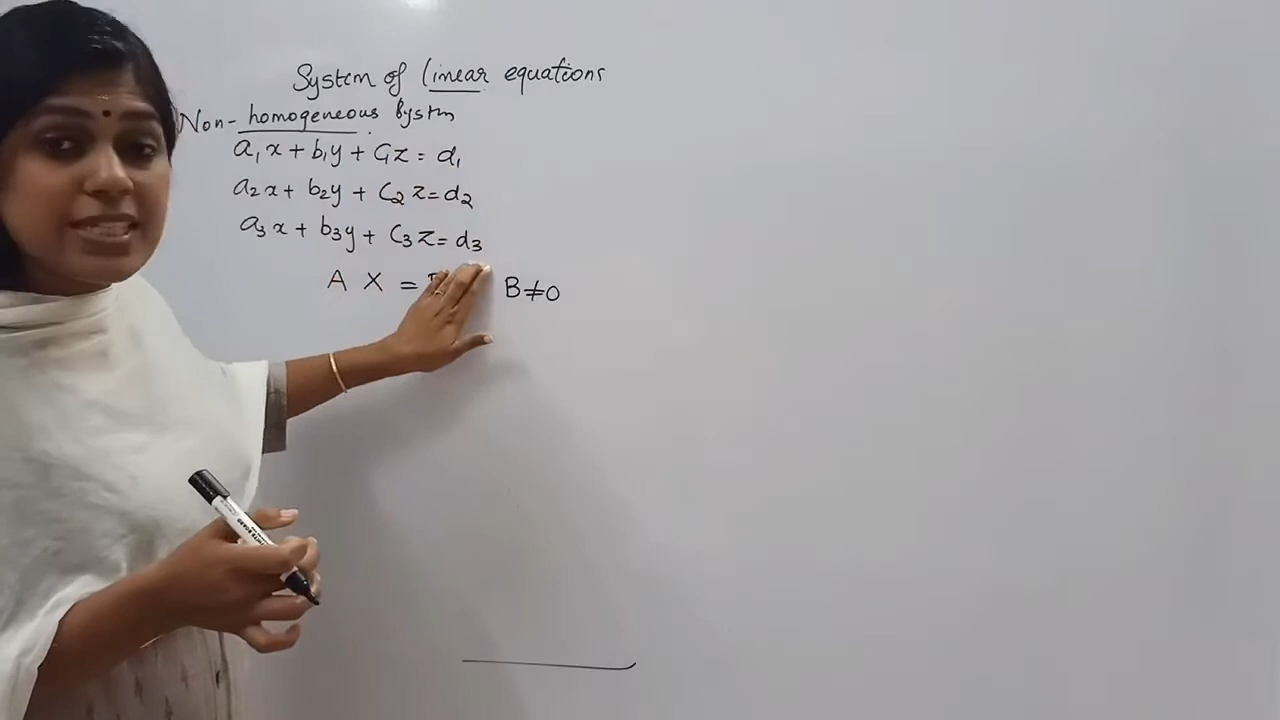 System of linear equations
Non-homogeneous System
a₁x + b₁y + C₁z = d₁
a₂x + b₂y + C₂z = d₂
a₃x + b₃y + C₃z = d₃
A X = B≠0